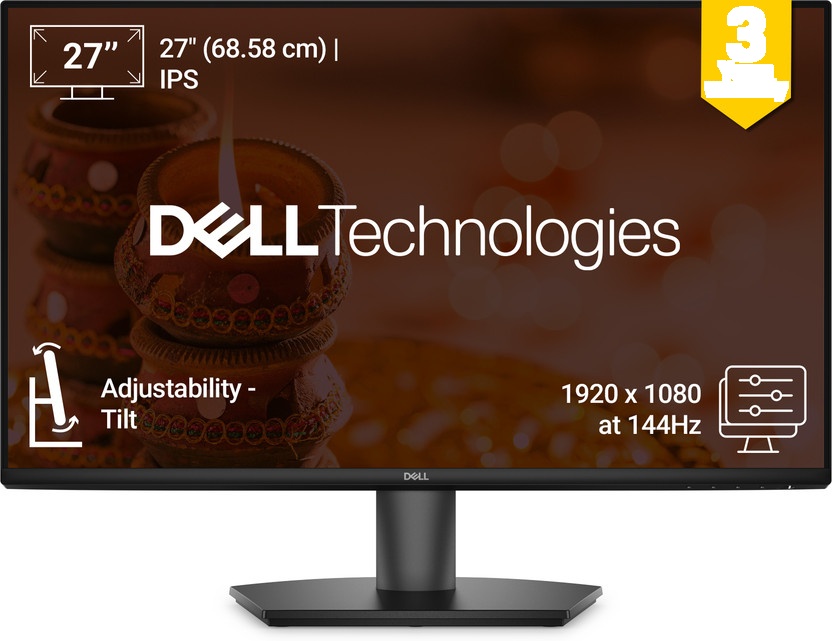 27”
27" (68.58 cm) |
IPS
3
DELLTechnologies
Adjustability -
Tilt
1920 x 1080
at 144Hz
DELL